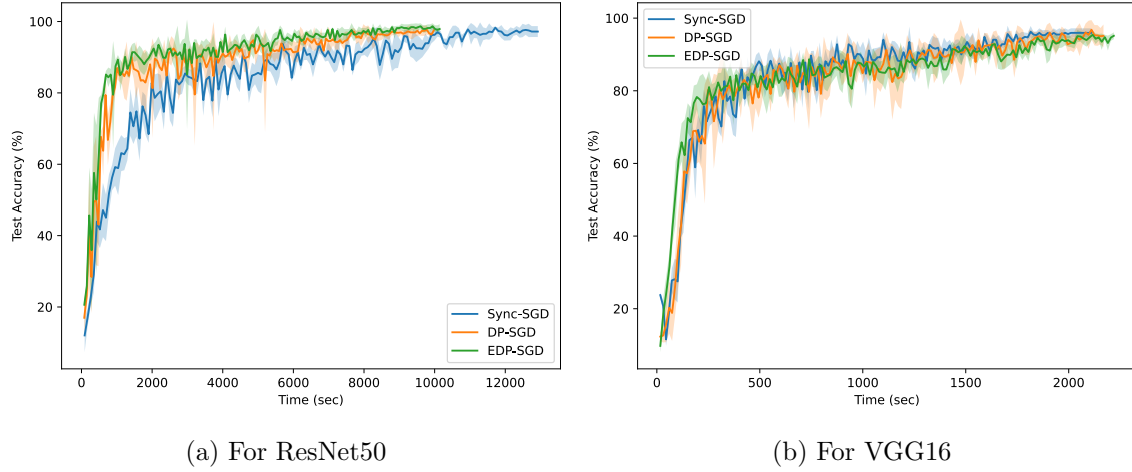 100
80
60
40
20
Test Accuracy (%)
0
2000
4000
6000
8000
10000
12000
Time (sec)
Sync-SGD
DP-SGD
EDP-SGD
(a) For ResNet50
100
80
60
40
20
Test Accuracy (%)
0
500
1000
1500
2000
Time (sec)
Sync-SGD
DP-SGD
EDP-SGD
(b) For VGG16